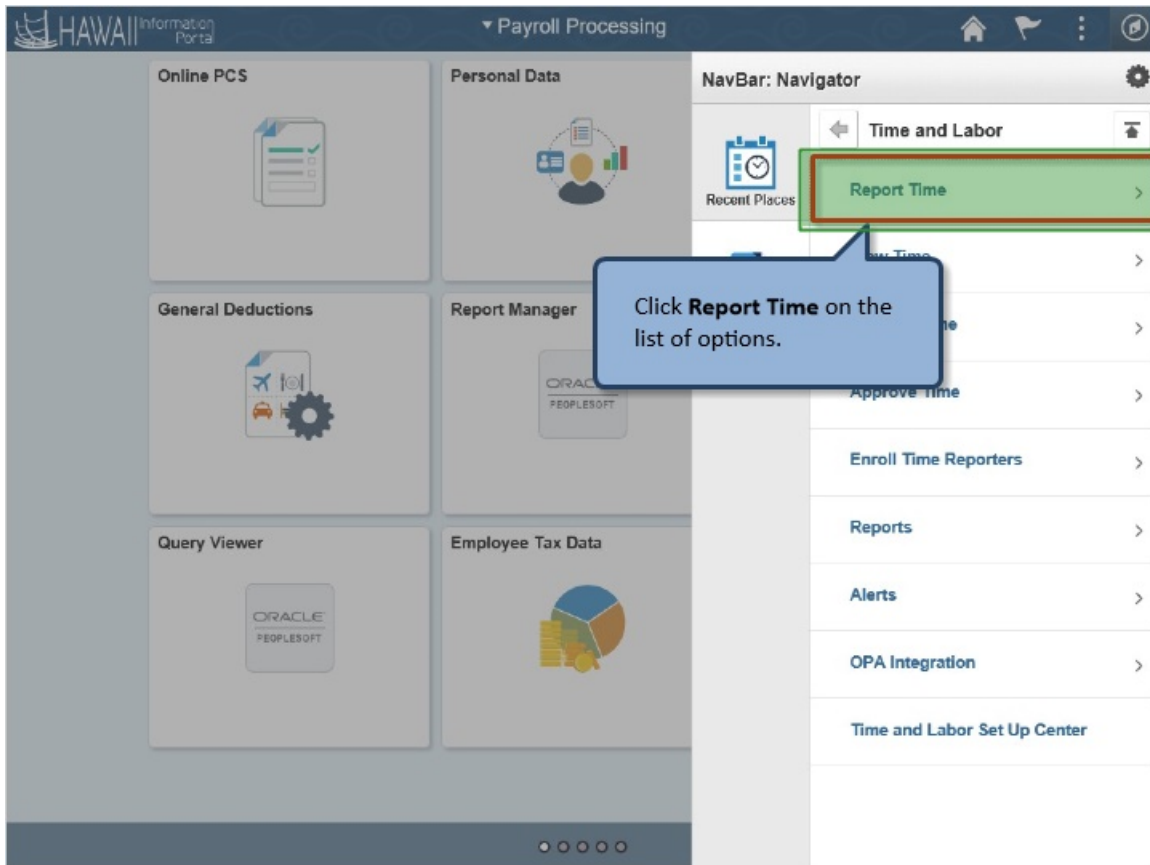 HAWAII Information
Portal
Payroll Processing
Online PCS
Personal Data
General Deductions
Report Manager
ORACLE
PEOPLESOFT
Query Viewer
Employee Tax Data
ORACLE
PEOPLESOFT
NavBar: Navigator
Recent Places
Time and Labor
Report Time
Time
Click Report Time on the
list of options.
Approve Time
Enroll Time Reporters
Reports
Alerts
OPA Integration
Time and Labor Set Up Center